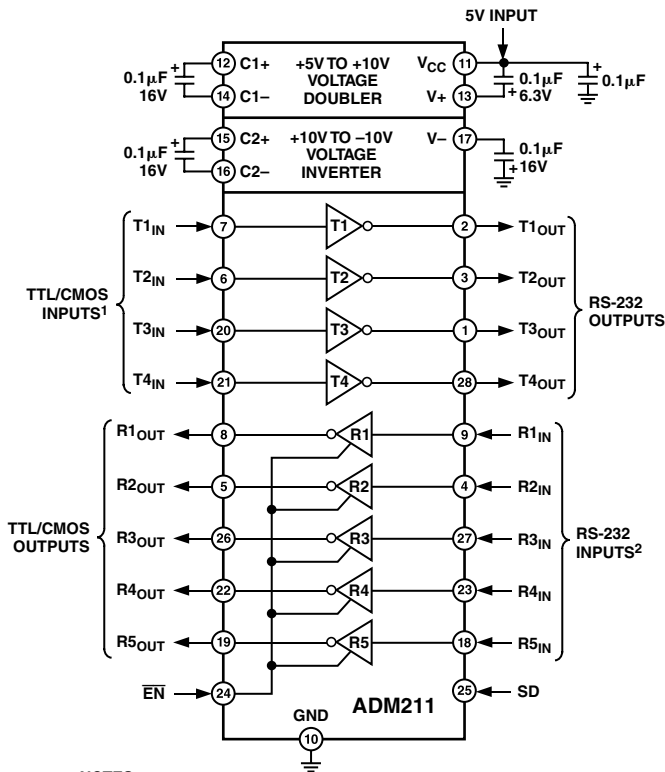 5V INPUT
0.1µF
16V
+
12 C1+
14 C1–
+5V TO +10V
VOLTAGE
DOUBLER
VCC 11
V+ 13
0.1µF
+ 6.3V
+
0.1µF
0.1µF
16V
+
15 C2+
16 C2–
+10V TO –10V
VOLTAGE
INVERTER
V– 17
0.1µF
+ 16V
TTL/CMOS
INPUTS1
T1IN 7 T1 2 T1OUT
T2IN 6 T2 3 T2OUT
T3IN 20 T3 1 T3OUT
T4IN 21 T4 28 T4OUT
RS-232
OUTPUTS
TTL/CMOS
OUTPUTS
R1OUT 8 R1 9 R1IN
R2OUT 5 R2 4 R2IN
R3OUT 26 R3 27 R3IN
R4OUT 22 R4 23 R4IN
R5OUT 19 R5 18 R5IN
RS-232
INPUTS2
E̅N̅ 24
ADM211
25 SD
GND
10